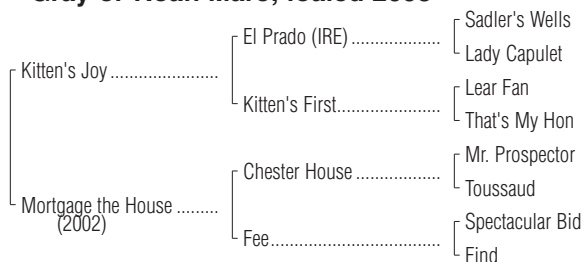 Gray or Roan Mare; foaled
Sadler's Wells
El Prado (IRE) ...................
Lady Capulet
Kitten's Joy .......................
Lear Fan
Kitten's First......................
That's My Hon
Mr. Prospector
Chester House ..................
Toussaud
Mortgage the House .........
(2002)
Spectacular Bid
Fee....................................
Find